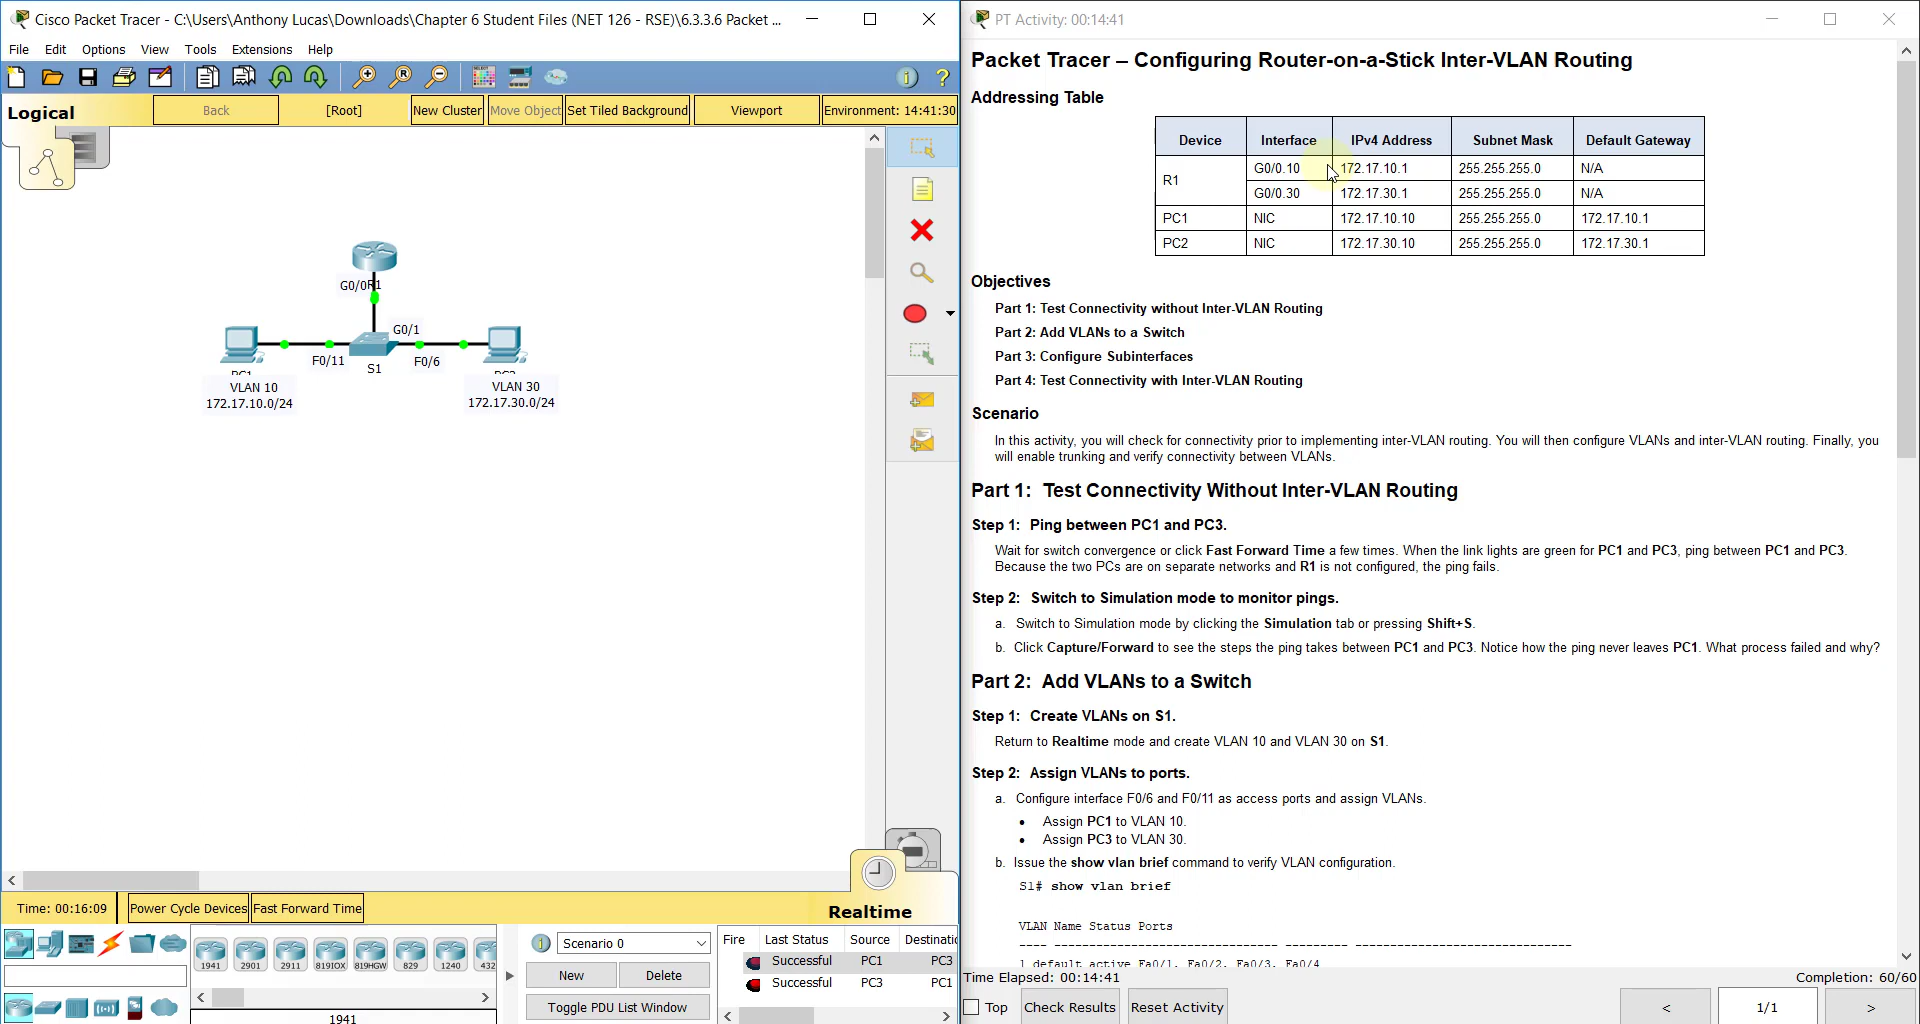 Cisco Packet Tracer - C:\Users\Anthony Lucas\Downloads\Chapter 6 Student Files (NET 126 - RSE)\6.3.3.6 Packet ...
File Edit Options View Tools Extensions Help
Logical
Back
[Root]
New Cluster
Move Object
Set Tiled Background
Viewport
Environment: 14:41:30
G0/0
R1
G0/1
F0/11
F0/6
S1
PC1
VLAN 10
172.17.10.0/24
VLAN 30
172.17.30.0/24
Time: 00:16:09
Power Cycle Devices
Fast Forward Time
Realtime
1941 2901 2911 819IOX 819HGW 829 1240 432
1941
Scenario 0
New
Delete
Toggle PDU List Window
Fire Last Status Source Destinatic
Successful PC1 PC3
Successful PC3 PC1
PT Activity: 00:14:41
Packet Tracer – Configuring Router-on-a-Stick Inter-VLAN Routing
Addressing Table
Device Interface IPv4 Address Subnet Mask Default Gateway
R1 G0/0.10 172.17.10.1 255.255.255.0 N/A
G0/0.30 172.17.30.1 255.255.255.0 N/A
PC1 NIC 172.17.10.10 255.255.255.0 172.17.10.1
PC2 NIC 172.17.30.10 255.255.255.0 172.17.30.1
Objectives
Part 1: Test Connectivity without Inter-VLAN Routing
Part 2: Add VLANs to a Switch
Part 3: Configure Subinterfaces
Part 4: Test Connectivity with Inter-VLAN Routing
Scenario
In this activity, you will check for connectivity prior to implementing inter-VLAN routing. You will then configure VLANs and inter-VLAN routing. Finally, you
will enable trunking and verify connectivity between VLANs.
Part 1: Test Connectivity Without Inter-VLAN Routing
Step 1: Ping between PC1 and PC3.
Wait for switch convergence or click Fast Forward Time a few times. When the link lights are green for PC1 and PC3, ping between PC1 and PC3.
Because the two PCs are on separate networks and R1 is not configured, the ping fails.
Step 2: Switch to Simulation mode to monitor pings.
a. Switch to Simulation mode by clicking the Simulation tab or pressing Shift+S.
b. Click Capture/Forward to see the steps the ping takes between PC1 and PC3. Notice how the ping never leaves PC1. What process failed and why?
Part 2: Add VLANs to a Switch
Step 1: Create VLANs on S1.
Return to Realtime mode and create VLAN 10 and VLAN 30 on S1.
Step 2: Assign VLANs to ports.
a. Configure interface F0/6 and F0/11 as access ports and assign VLANs.
• Assign PC1 to VLAN 10.
• Assign PC3 to VLAN 30.
b. Issue the show vlan brief command to verify VLAN configuration.
S1# show vlan brief
VLAN Name Status Ports
---- -------------------------------- --------- -------------------------------
1 default active Fa0/1, Fa0/2, Fa0/3, Fa0/4
Time Elapsed: 00:14:41
Completion: 60/60
Top
Check Results
Reset Activity
<
1/1
>